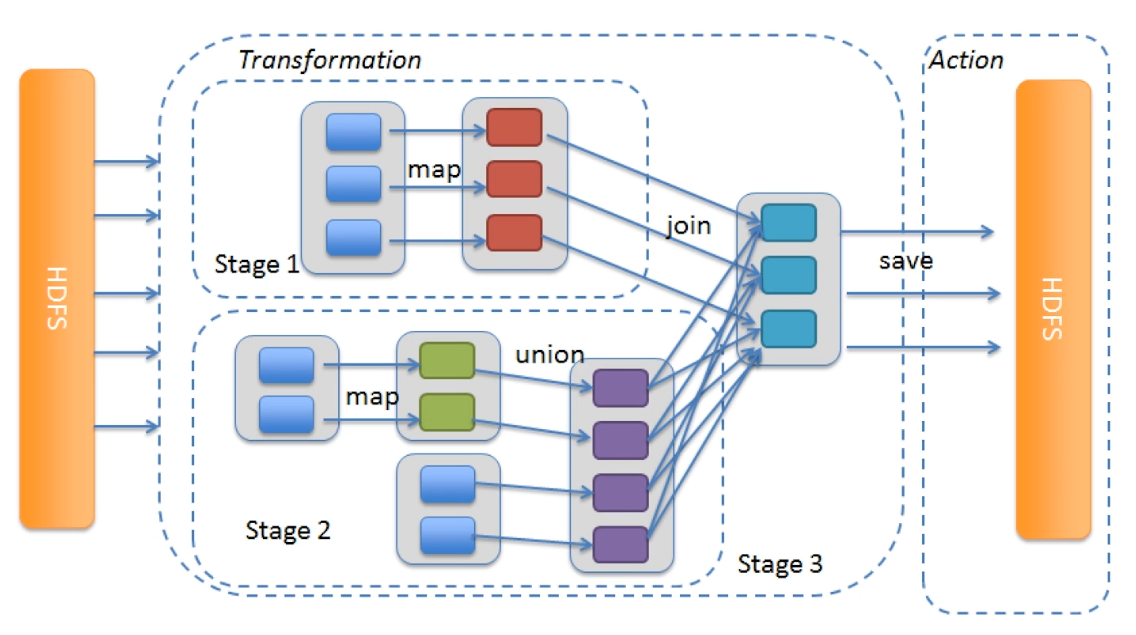 Transformation
Action
map
join
Stage 1
save
HDFS
HDFS
union
map
Stage 2
Stage 3